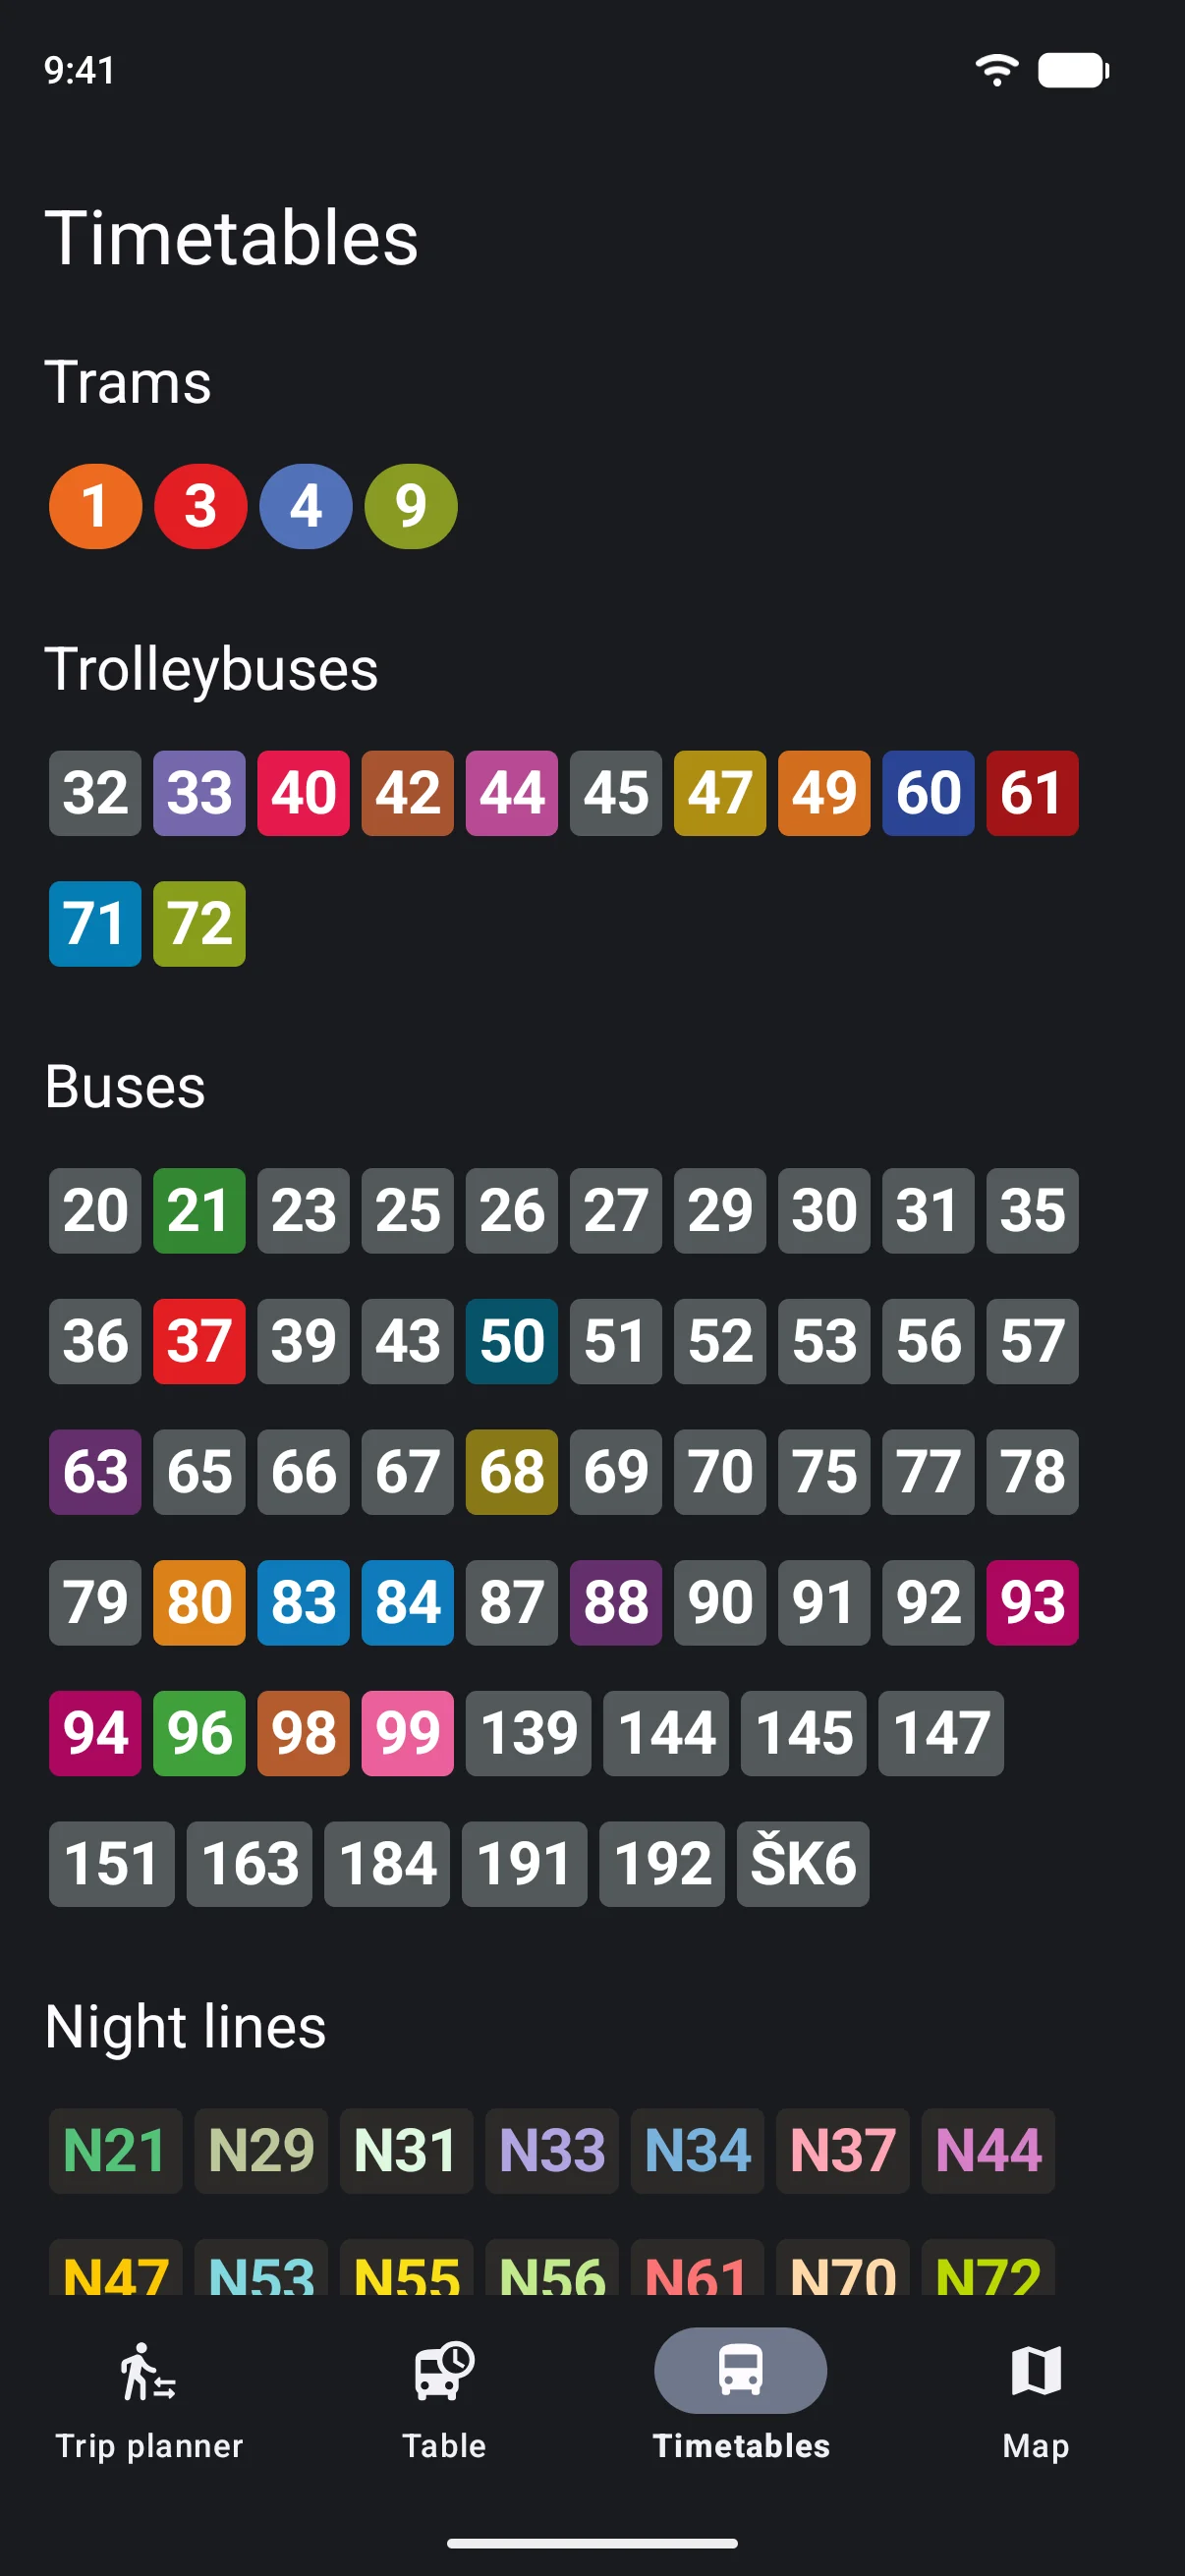 9:41
Timetables
Trams
1 3 4 9
Trolleybuses
32 33 40 42 44 45 47 49 60 61
71 72
Buses
20 21 23 25 26 27 29 30 31 35
36 37 39 43 50 51 52 53 56 57
63 65 66 67 68 69 70 75 77 78
79 80 83 84 87 88 90 91 92 93
94 96 98 99 139 144 145 147
151 163 184 191 192 ŠK6
Night lines
N21 N29 N31 N33 N34 N37 N44
N47 N53 N55 N56 N61 N70 N72
Trip planner Table Timetables Map